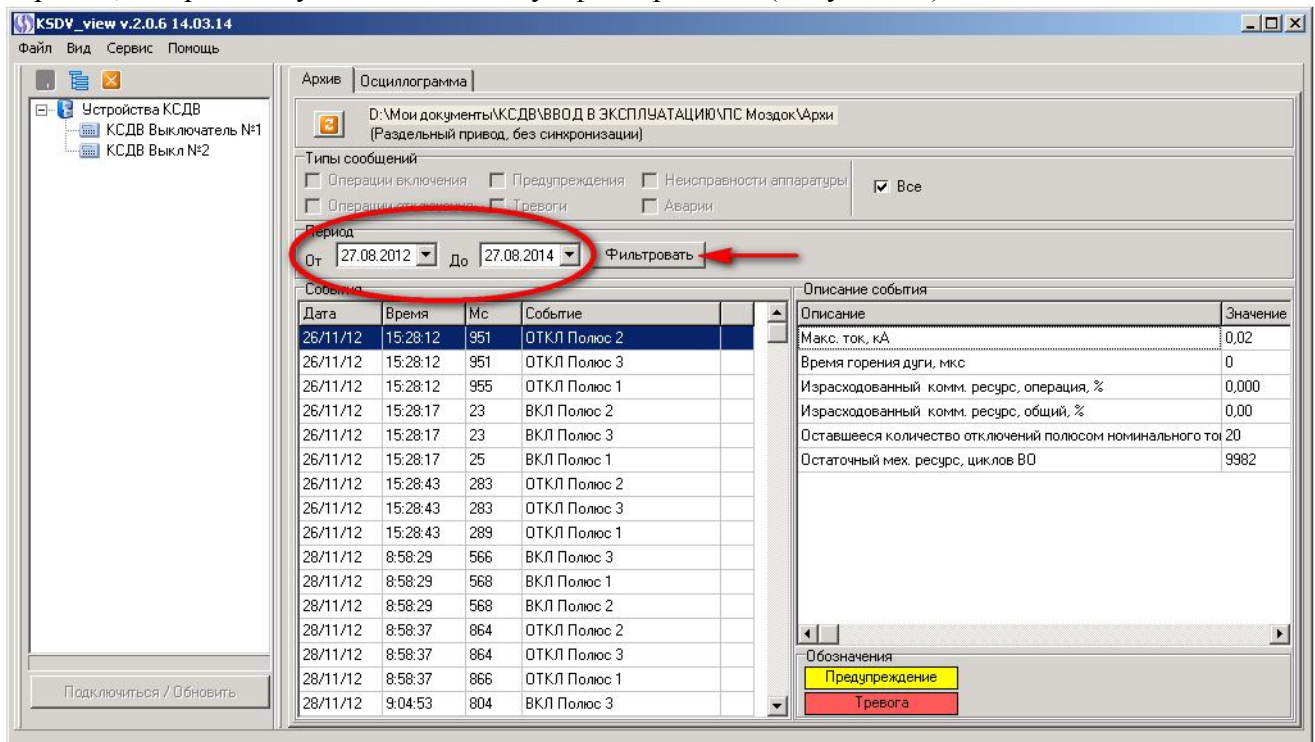 KSDV_view v.2.0.6 14.03.14
Файл Вид Сервис Помощь
Устройства КСДВ
КСДВ Выключатель №1
КСДВ Выкл №2
Подключиться / Обновить
Архив Осциллограмма
D:\Мои документы\КСДВ\ВВОД В ЭКСПЛУАТАЦИЮ\ПС Моздок\Архи
(Раздельный привод, без синхронизации)
Типы сообщений
Операции включения Предупреждения Неисправности аппаратуры Все
Операции отключения Тревоги Аварии
Период
От 27.08.2012 До 27.08.2014 Фильтровать
События
Дата Время Мс Событие
26/11/12 15:28:12 951 ОТКЛ Полюс 2
26/11/12 15:28:12 951 ОТКЛ Полюс 3
26/11/12 15:28:12 955 ОТКЛ Полюс 1
26/11/12 15:28:17 23 ВКЛ Полюс 2
26/11/12 15:28:17 23 ВКЛ Полюс 3
26/11/12 15:28:17 25 ВКЛ Полюс 1
26/11/12 15:28:43 283 ОТКЛ Полюс 2
26/11/12 15:28:43 283 ОТКЛ Полюс 3
26/11/12 15:28:43 289 ОТКЛ Полюс 1
28/11/12 8:58:29 566 ВКЛ Полюс 3
28/11/12 8:58:29 568 ВКЛ Полюс 1
28/11/12 8:58:29 568 ВКЛ Полюс 2
28/11/12 8:58:37 864 ОТКЛ Полюс 2
28/11/12 8:58:37 864 ОТКЛ Полюс 3
28/11/12 8:58:37 866 ОТКЛ Полюс 1
28/11/12 9:04:53 804 ВКЛ Полюс 3
Описание события
Описание Значение
Макс. ток, кА 0,02
Время горения дуги, мкс 0
Израсходованный комм. ресурс, операция, % 0,000
Израсходованный комм. ресурс, общий, % 0,00
Оставшееся количество отключений полюсом номинального то 20
Остаточный мех. ресурс, циклов ВО 9982
Обозначения
Предупреждение
Тревога